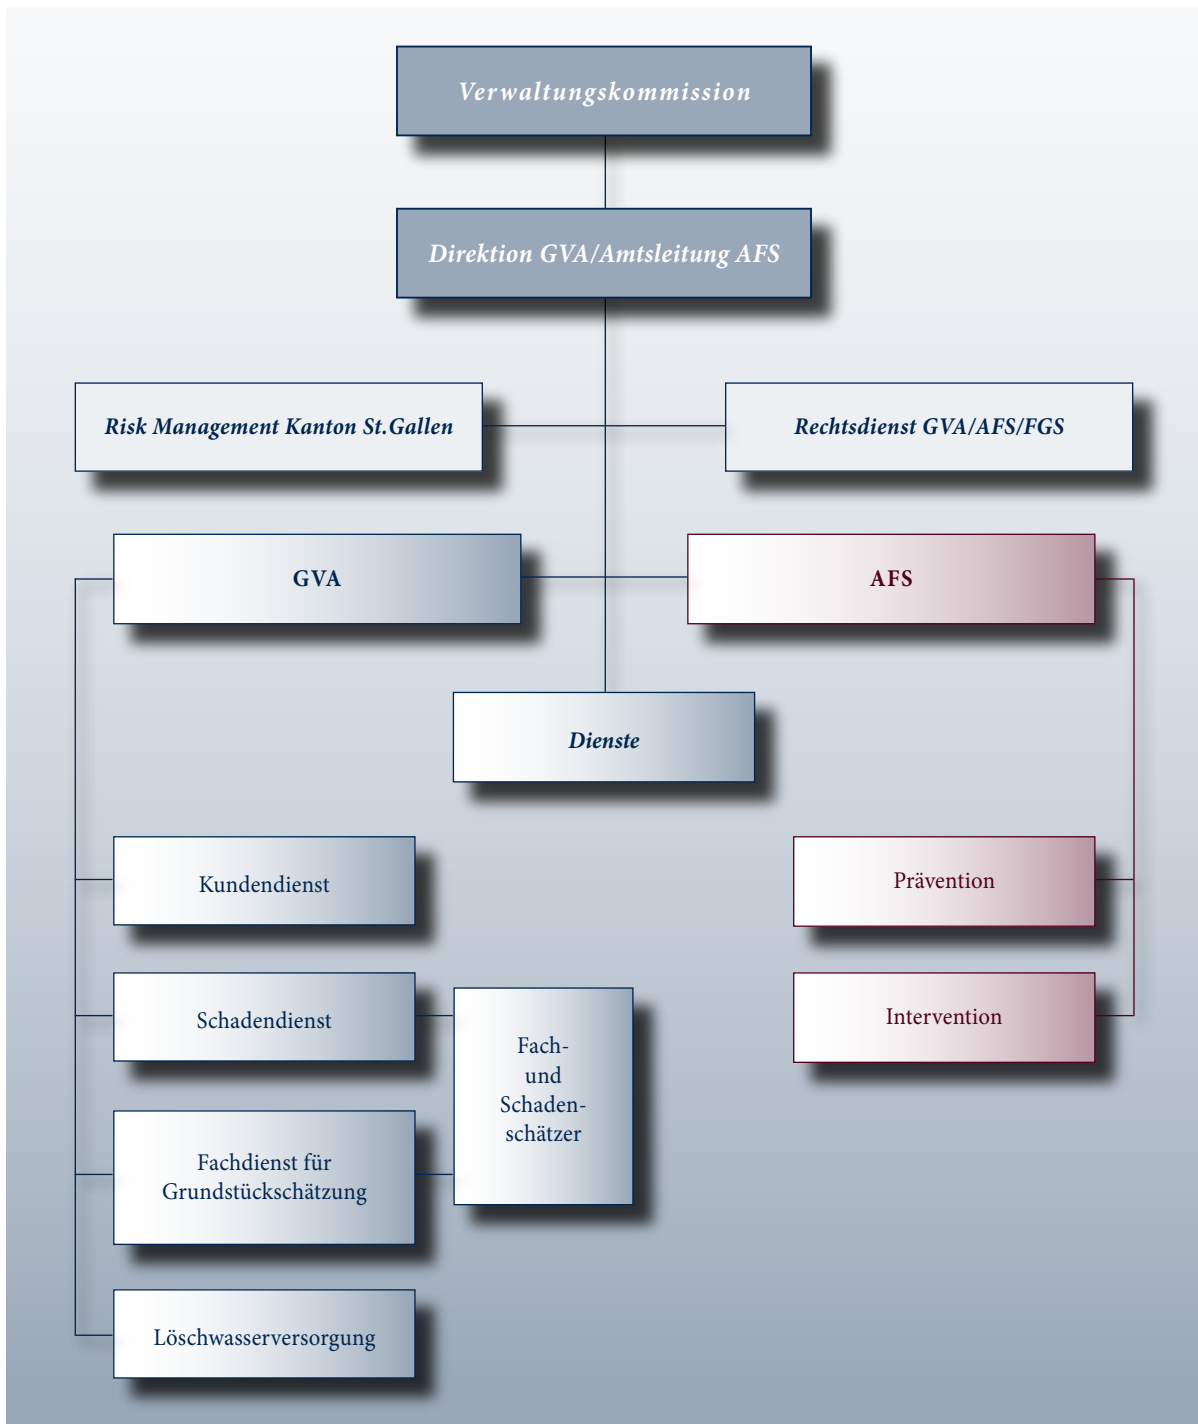 Verwaltungskommission
Direktion GVA/Amtsleitung AFS
Risk Management Kanton St.Gallen
Rechtsdienst GVA/AFS/FGS
GVA
AFS
Dienste
Kundendienst
Prävention
Schadendienst
Intervention
Fach-
und
Schaden-
schätzer
Fachdienst für
Grundstückschätzung
Löschwasserversorgung